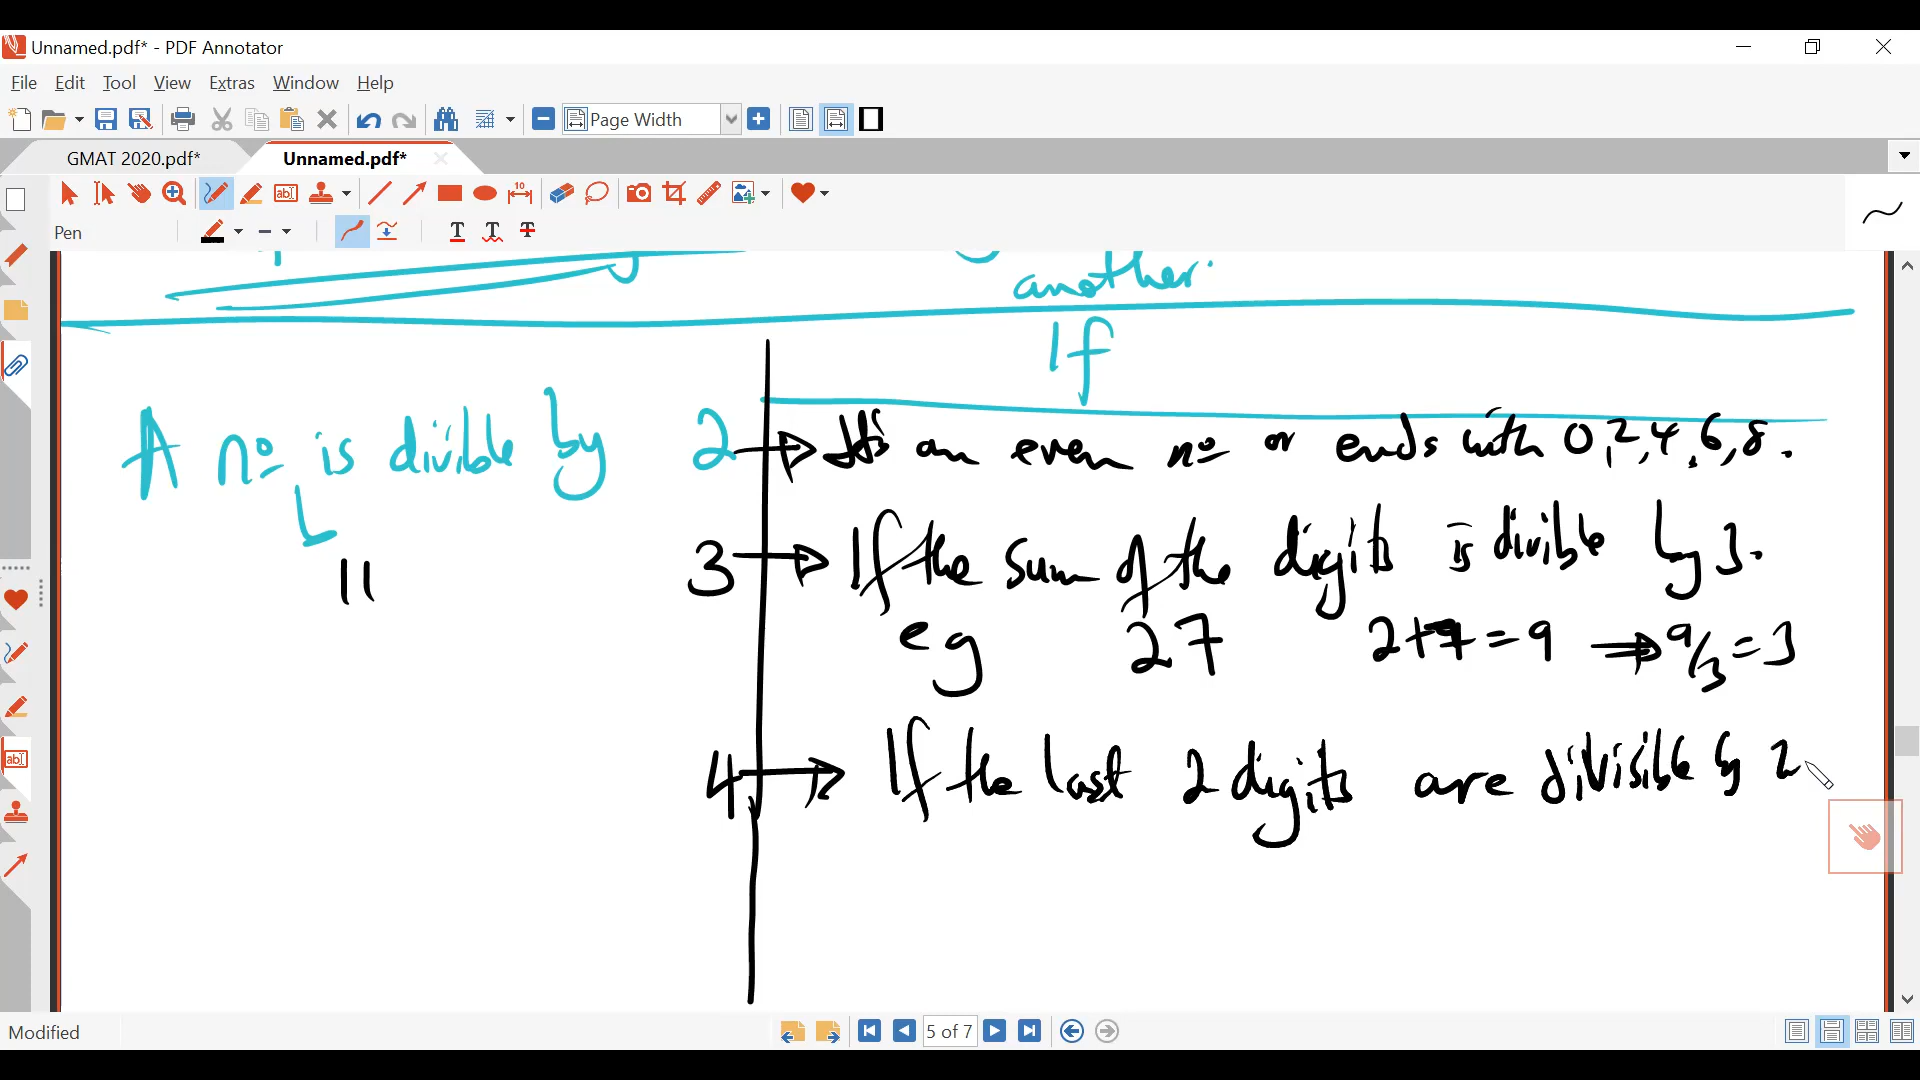 Unnamed.pdf* - PDF Annotator
File Edit Tool View Extras Window Help
Page Width
GMAT 2020.pdf* Unnamed.pdf*
Pen
another.
If
A nº is divible by 2 It's an even nº or ends with 0,2,4,6,8.
11
3 If the sum of the digits is divible by 3.
eg 27 2+7=9 9/3=3
4 If the last 2 digits are divisible by 2
Modified 5 of 7